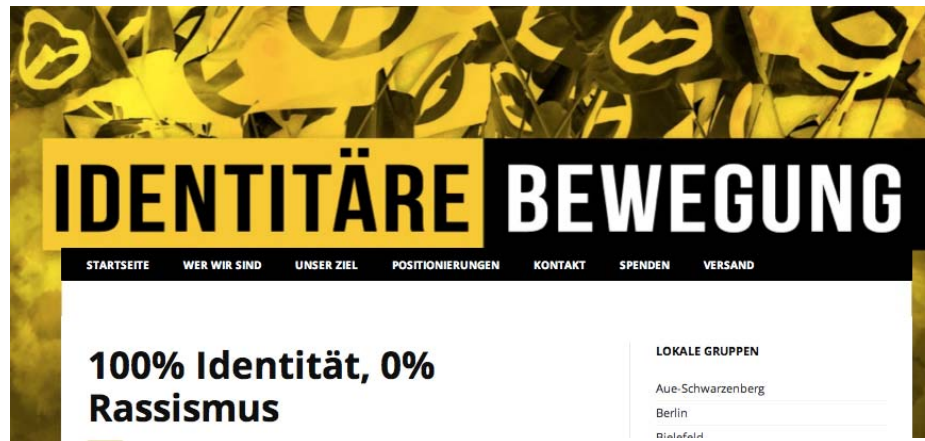 IDENTITÄRE BEWEGUNG
STARTSEITE WER WIR SIND UNSER ZIEL POSITIONIERUNGEN KONTAKT SPENDEN VERSAND
100% Identität, 0%
Rassismus
LOKALE GRUPPEN
Aue-Schwarzenberg
Berlin
Bielefeld